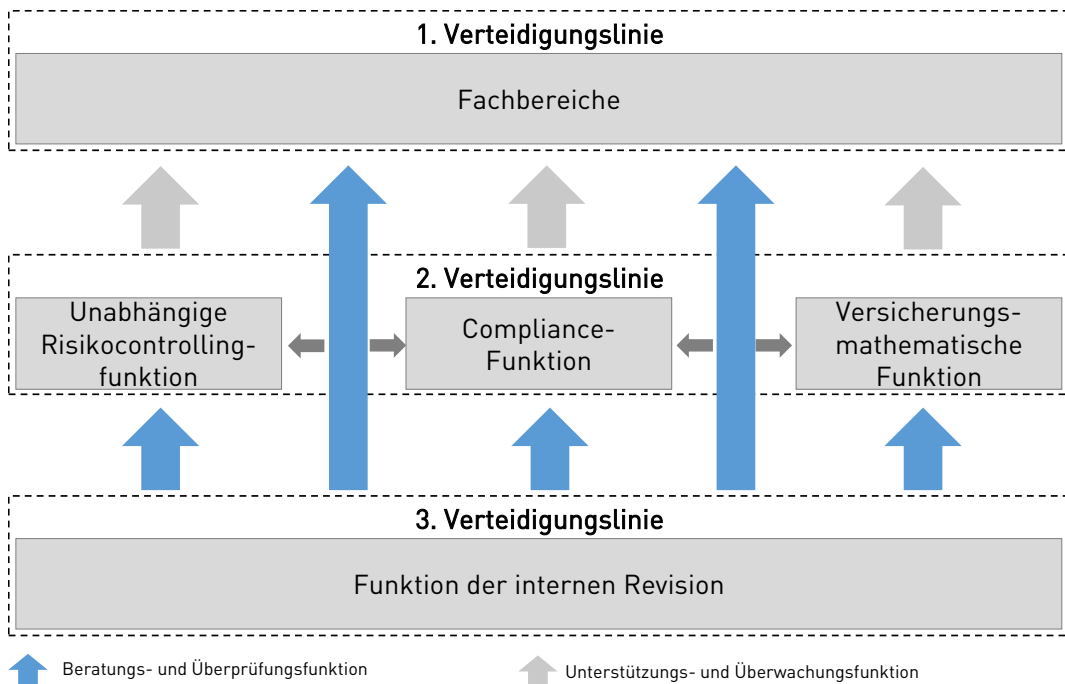 1. Verteidigungslinie
Fachbereiche
2. Verteidigungslinie
Unabhängige
Risikocontrolling-
funktion
Compliance-
Funktion
Versicherungs-
mathematische
Funktion
3. Verteidigungslinie
Funktion der internen Revision
Beratungs- und Überprüfungsfunktion
Unterstützungs- und Überwachungsfunktion